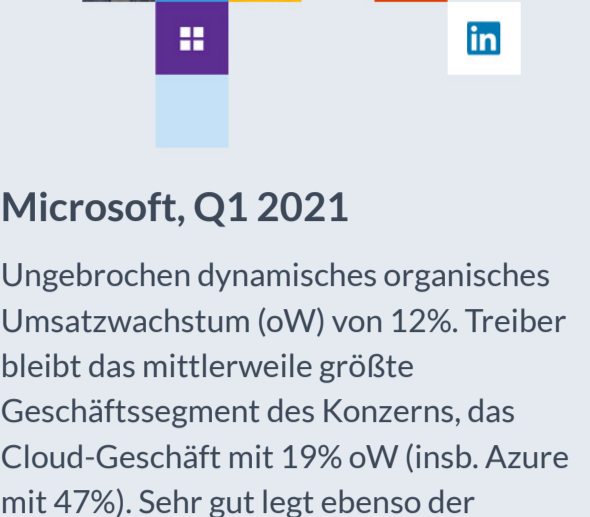 in
Microsoft, Q1 2021
Ungebrochen dynamisches organisches
Umsatzwachstum (oW) von 12%. Treiber
bleibt das mittlerweile größte
Geschäftssegment des Konzerns, das
Cloud-Geschäft mit 19% oW (insb. Azure
mit 47%). Sehr gut legt ebenso der